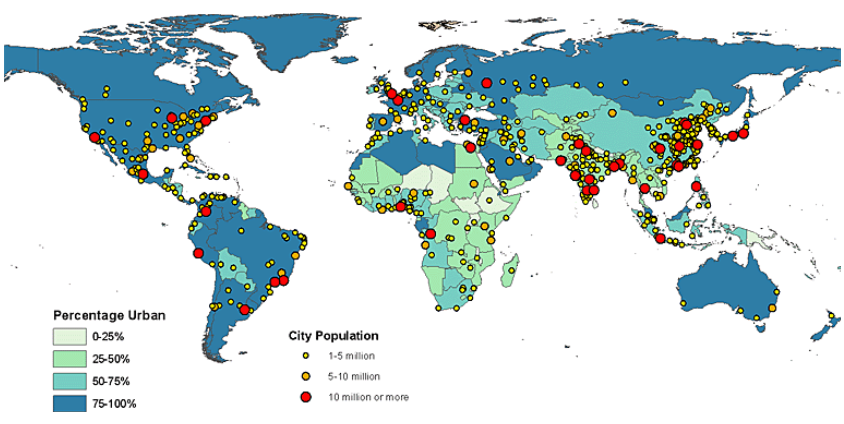 Percentage Urban
0-25%
25-50%
50-75%
75-100%
City Population
1-5 million
5-10 million
10 million or more